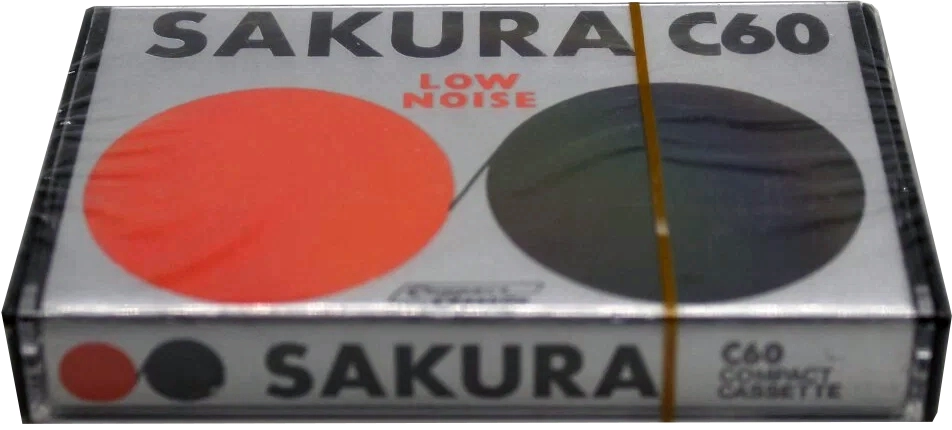 SAKURA C60
LOW
NOISE
SAKURA
C60
COMPACT
CASSETTE